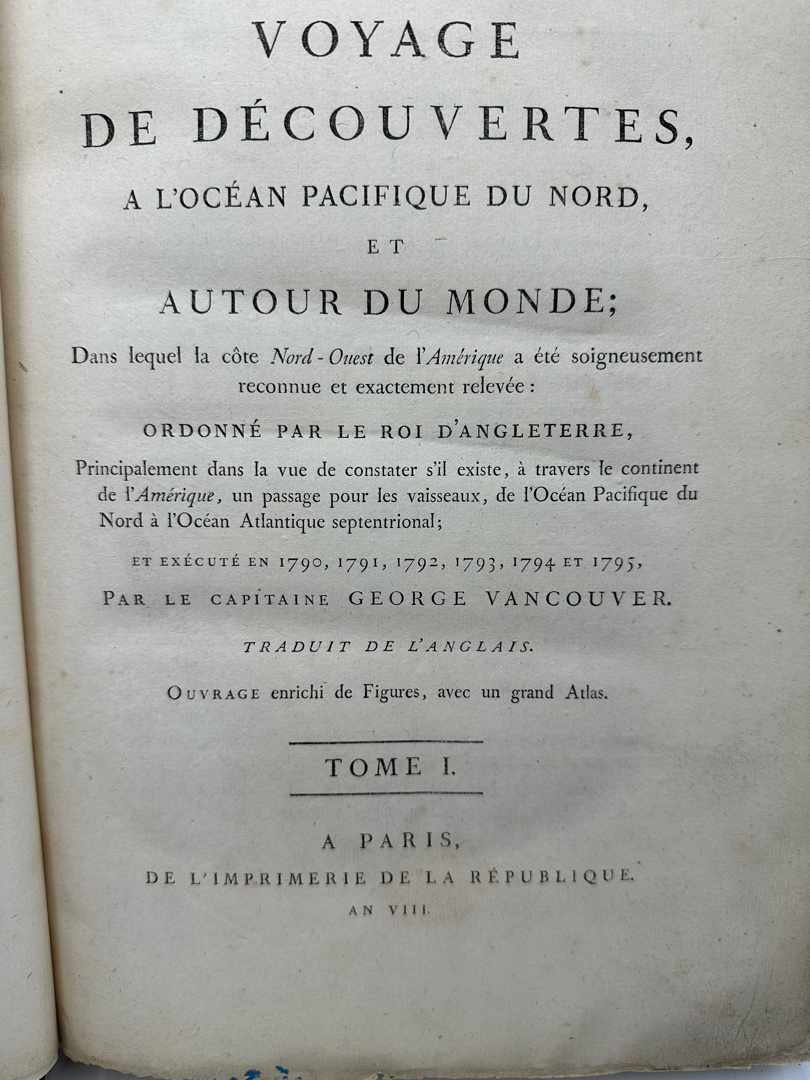 VOYAGE
DE DÉCOUVERTES,
A L'OCÉAN PACIFIQUE DU NORD,
ET
AUTOUR DU MONDE;
Dans lequel la côte Nord-Ouest de l'Amérique a été soigneusement
reconnue et exactement relevée :
ORDONNÉ PAR LE ROI D'ANGLETERRE,
Principalement dans la vue de constater s'il existe, à travers le continent
de l'Amérique, un passage pour les vaisseaux, de l'Océan Pacifique du
Nord à l'Océan Atlantique septentrional;
ET EXÉCUTÉ EN 1790, 1791, 1792, 1793, 1794 ET 1795,
PAR LE CAPITAINE GEORGE VANCOUVER.
TRADUIT DE L'ANGLAIS.
OUVRAGE enrichi de Figures, avec un grand Atlas.
TOME I.
A PARIS,
DE L'IMPRIMERIE DE LA RÉPUBLIQUE.
AN VIII.